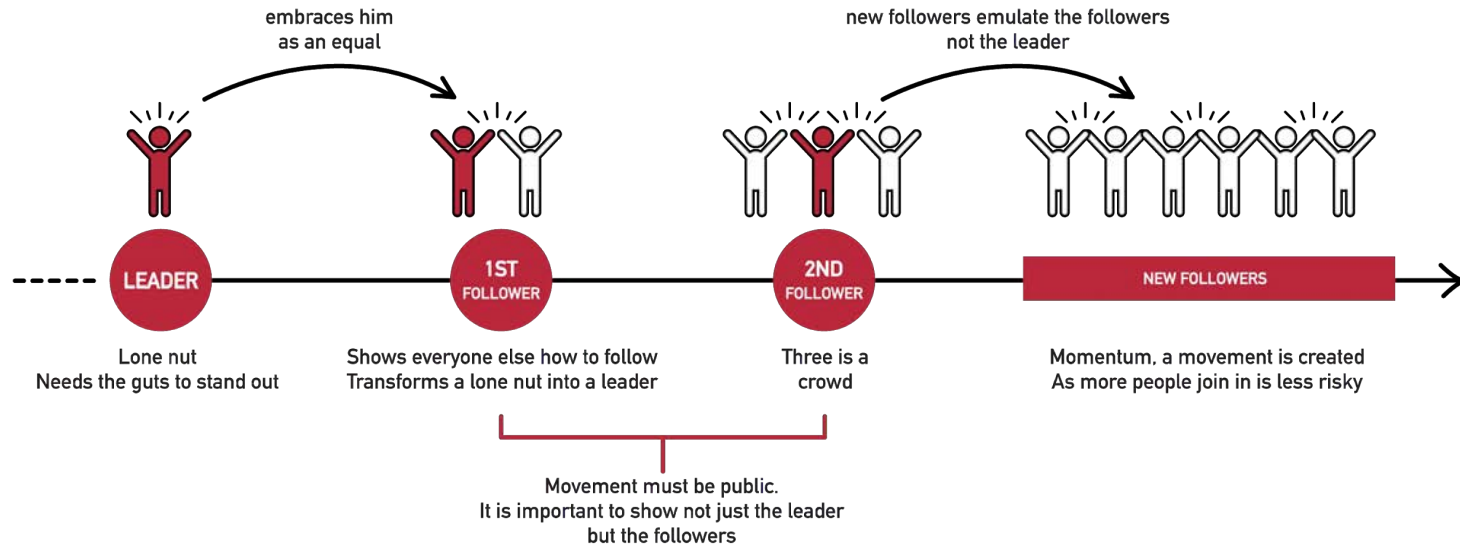 embraces him
as an equal
new followers emulate the followers
not the leader
LEADER
1ST
FOLLOWER
2ND
FOLLOWER
NEW FOLLOWERS
Lone nut
Needs the guts to stand out
Shows everyone else how to follow
Transforms a lone nut into a leader
Three is a
crowd
Momentum, a movement is created
As more people join in is less risky
Movement must be public.
It is important to show not just the leader
but the followers